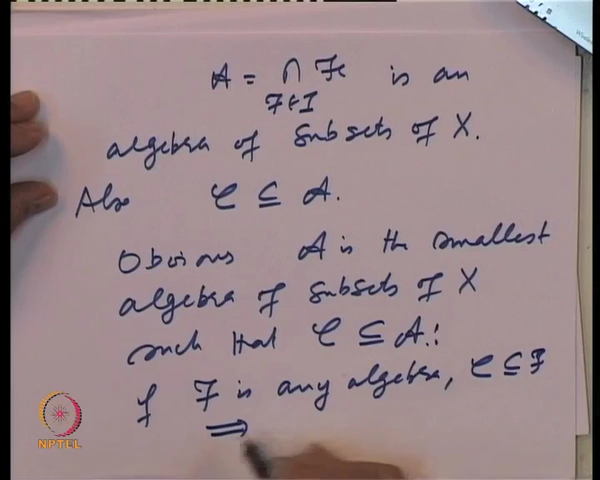 𝒜 = ∩ ℱ is an
ℱ∈I
algebra of subsets of X.
Also 𝒞 ⊆ 𝒜.
Obvious 𝒜 is the smallest
algebra of subsets of X
such that 𝒞 ⊆ 𝒜 :
if ℱ is any algebra, 𝒞 ⊆ ℱ
⟹
NPTEL